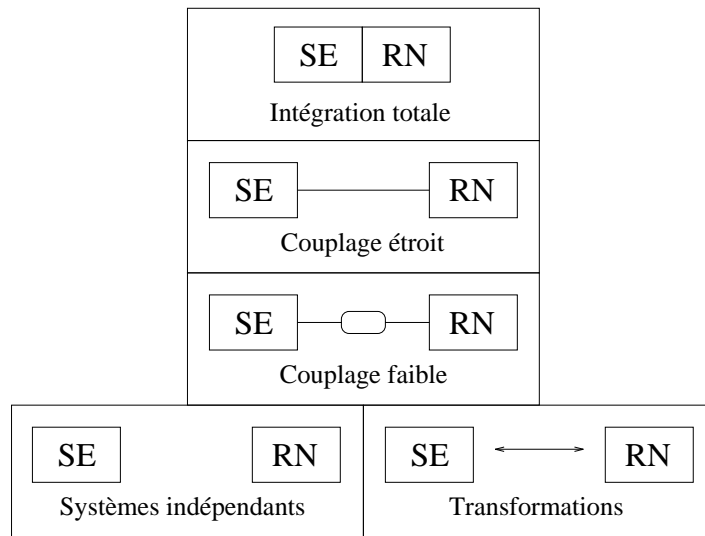 SE RN
Intégration totale
SE RN
Couplage étroit
SE RN
Couplage faible
SE RN SE RN
Systèmes indépendants Transformations